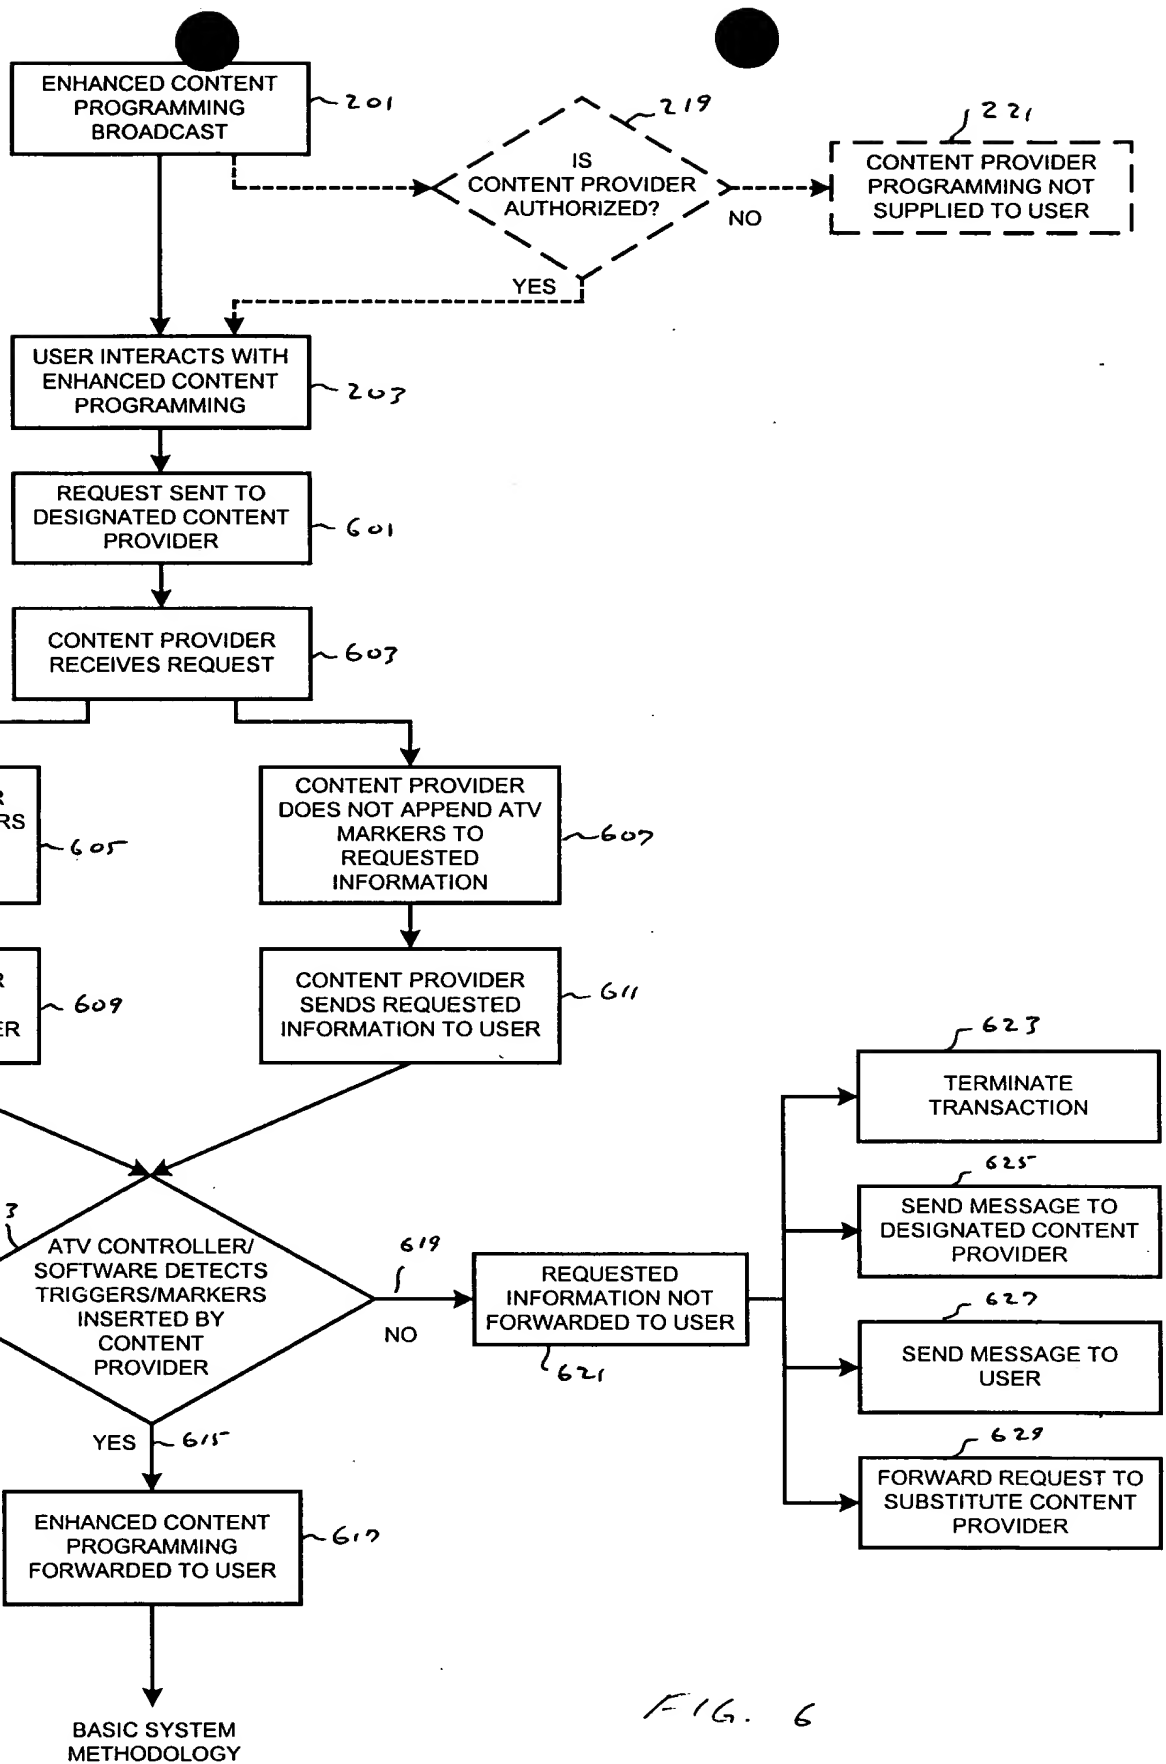 ENHANCED CONTENT
PROGRAMMING
BROADCAST
201
219
IS
CONTENT PROVIDER
AUTHORIZED?
NO
YES
221
CONTENT PROVIDER
PROGRAMMING NOT
SUPPLIED TO USER
USER INTERACTS WITH
ENHANCED CONTENT
PROGRAMMING
203
REQUEST SENT TO
DESIGNATED CONTENT
PROVIDER
601
CONTENT PROVIDER
RECEIVES REQUEST
603
R
RS
605
CONTENT PROVIDER
DOES NOT APPEND ATV
MARKERS TO
REQUESTED
INFORMATION
607
R
ER
609
CONTENT PROVIDER
SENDS REQUESTED
INFORMATION TO USER
611
3
ATV CONTROLLER/
SOFTWARE DETECTS
TRIGGERS/MARKERS
INSERTED BY
CONTENT
PROVIDER
619
NO
REQUESTED
INFORMATION NOT
FORWARDED TO USER
621
623
TERMINATE
TRANSACTION
625
SEND MESSAGE TO
DESIGNATED CONTENT
PROVIDER
627
SEND MESSAGE TO
USER
629
FORWARD REQUEST TO
SUBSTITUTE CONTENT
PROVIDER
YES
615
ENHANCED CONTENT
PROGRAMMING
FORWARDED TO USER
617
BASIC SYSTEM
METHODOLOGY
FIG. 6